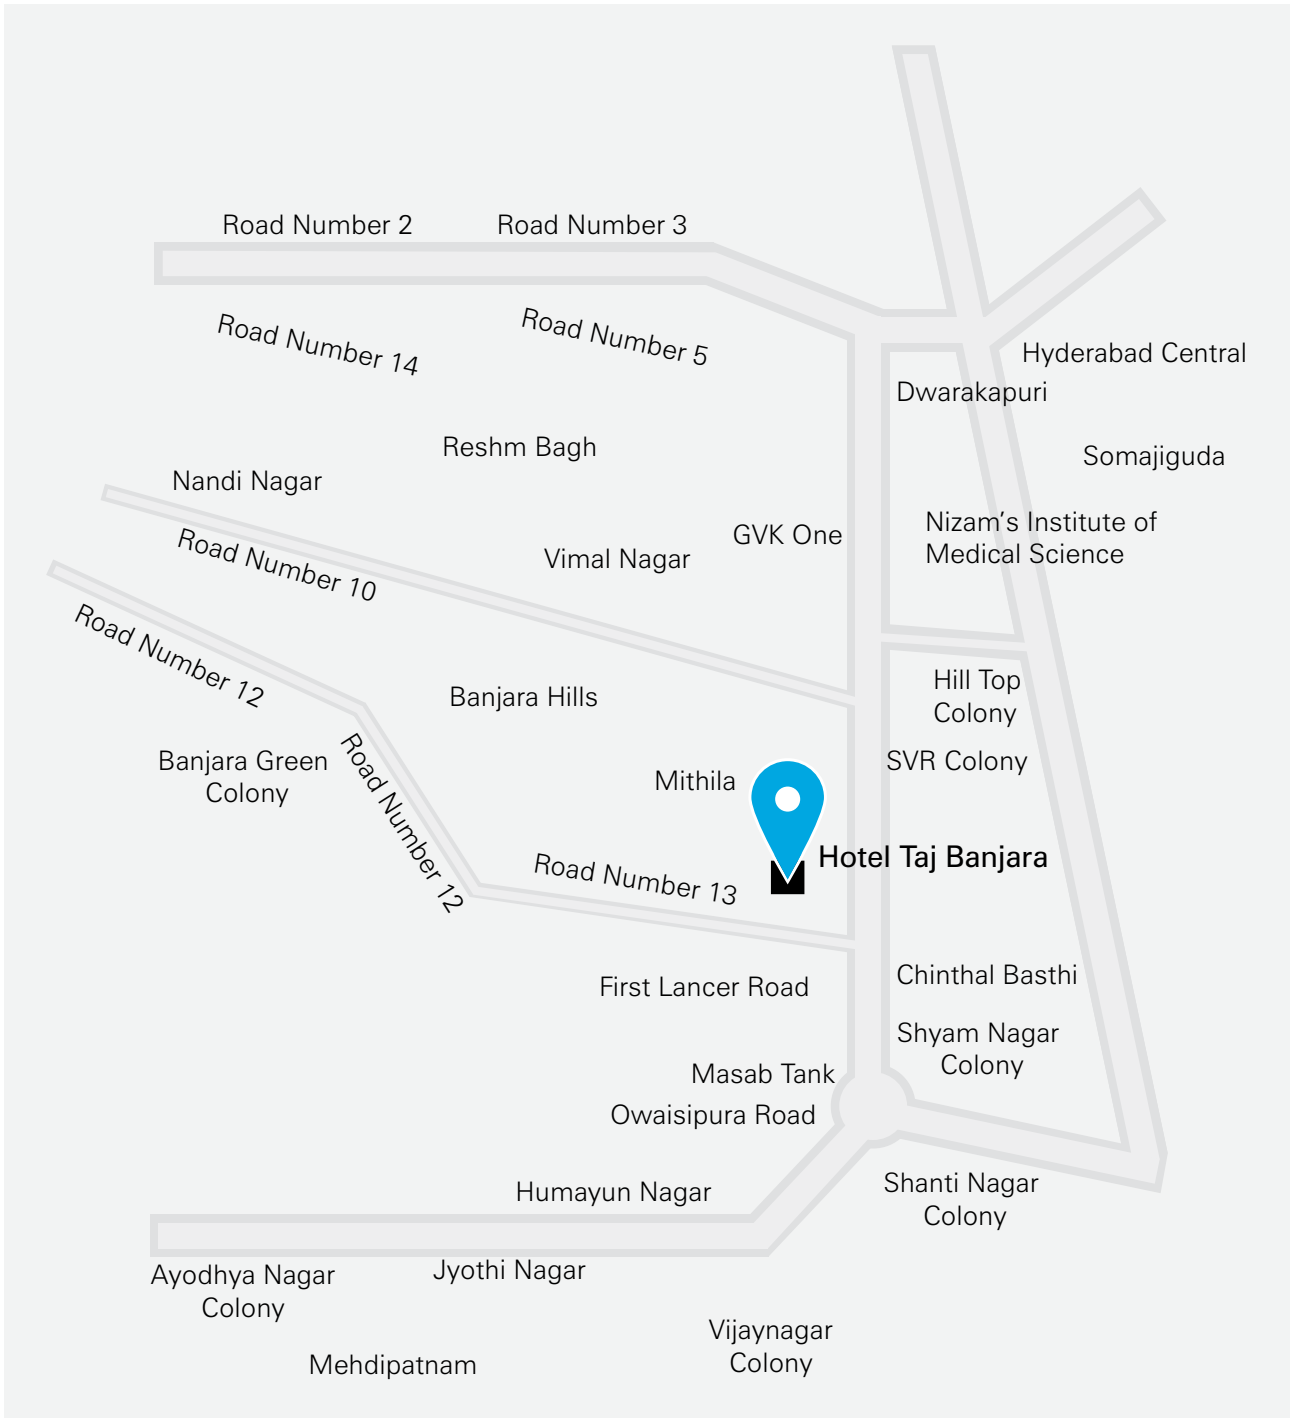 Road Number 2
Road Number 3
Road Number 14
Road Number 5
Hyderabad Central
Dwarakapuri
Reshm Bagh
Somajiguda
Nandi Nagar
Nizam’s Institute of
Medical Science
GVK One
Vimal Nagar
Road Number 10
Road Number 12
Banjara Hills
Hill Top
Colony
Banjara Green
Colony
Road Number 12
Mithila
SVR Colony
Hotel Taj Banjara
Road Number 13
First Lancer Road
Chinthal Basthi
Shyam Nagar
Colony
Masab Tank
Owaisipura Road
Humayun Nagar
Shanti Nagar
Colony
Ayodhya Nagar
Colony
Jyothi Nagar
Vijaynagar
Colony
Mehdipatnam